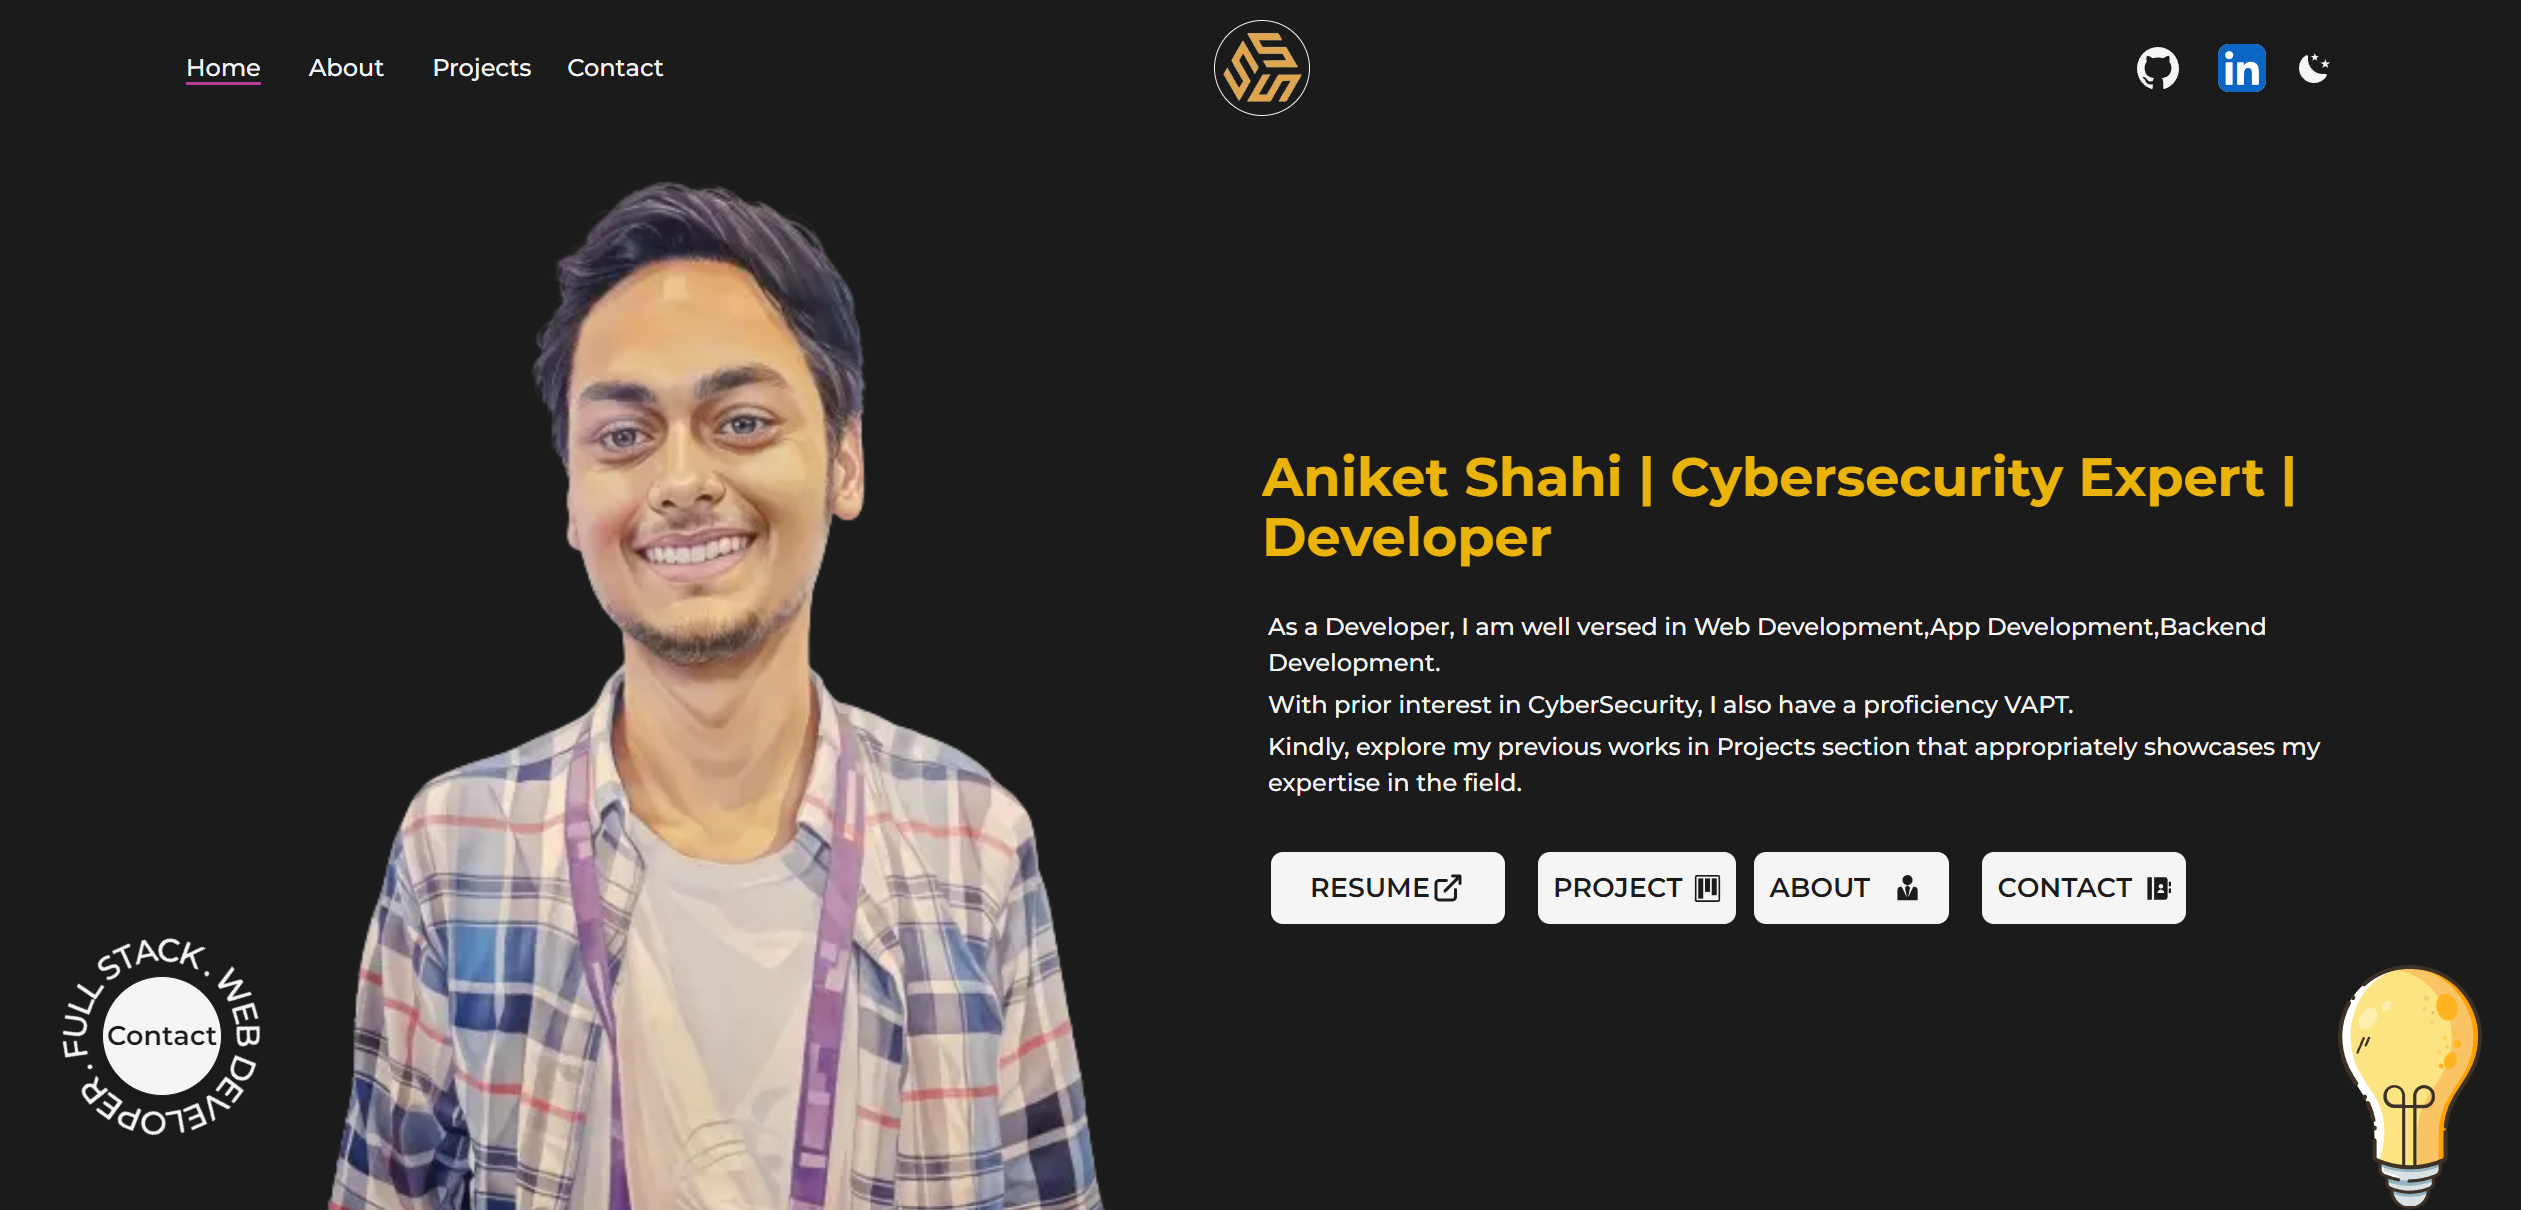 Home About Projects Contact
in
Aniket Shahi | Cybersecurity Expert |
Developer
As a Developer, I am well versed in Web Development,App Development,Backend
Development.
With prior interest in CyberSecurity, I also have a proficiency VAPT.
Kindly, explore my previous works in Projects section that appropriately showcases my
expertise in the field.
RESUME PROJECT ABOUT CONTACT
FULL STACK . WEB DEVELOPER .
Contact